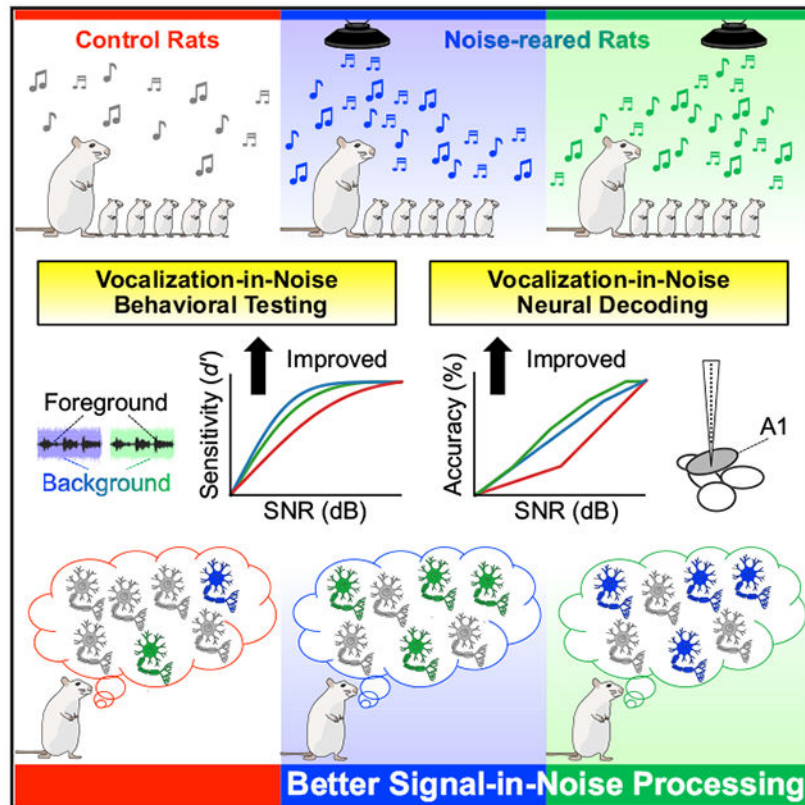 Control Rats
Noise-reared Rats
Vocalization-in-Noise
Behavioral Testing
Vocalization-in-Noise
Neural Decoding
Foreground
Background
Improved
Sensitivity (d′)
SNR (dB)
Improved
Accuracy (%)
SNR (dB)
A1
Better Signal-in-Noise Processing